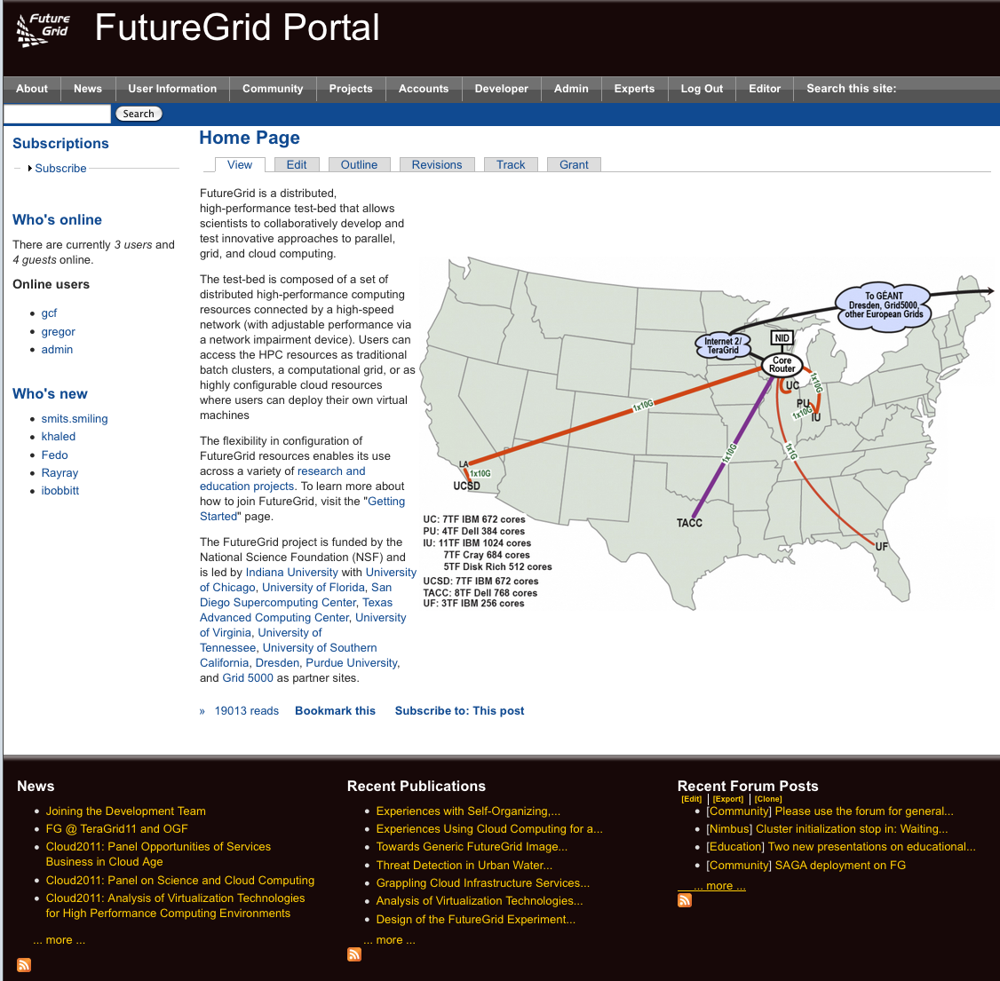 Future
Grid
FutureGrid Portal
About
News
User Information
Community
Projects
Accounts
Developer
Admin
Experts
Log Out
Editor
Search this site:
Search
Subscriptions
Subscribe
Who's online
There are currently 3 users and
4 guests online.
Online users
gcf
gregor
admin
Who's new
smits.smiling
khaled
Fedo
Rayray
ibobbitt
Home Page
View
Edit
Outline
Revisions
Track
Grant
FutureGrid is a distributed,
high-performance test-bed that allows
scientists to collaboratively develop and
test innovative approaches to parallel,
grid, and cloud computing.
The test-bed is composed of a set of
distributed high-performance computing
resources connected by a high-speed
network (with adjustable performance via
a network impairment device). Users can
access the HPC resources as traditional
batch clusters, a computational grid, or as
highly configurable cloud resources
where users can deploy their own virtual
machines
The flexibility in configuration of
FutureGrid resources enables its use
across a variety of research and
education projects. To learn more about
how to join FutureGrid, visit the "Getting
Started" page.
The FutureGrid project is funded by the
National Science Foundation (NSF) and
is led by Indiana University with University
of Chicago, University of Florida, San
Diego Supercomputing Center, Texas
Advanced Computing Center, University
of Virginia, University of
Tennessee, University of Southern
California, Dresden, Purdue University,
and Grid 5000 as partner sites.
To GÉANT
Dresden, Grid5000,
other European Grids
Internet 2/
TeraGrid
NID
Core
Router
UC
1x10G
PU
1x10G
IU
1x10G
1x10G
1x1G
LA
1x10G
UCSD
TACC
UF
UC: 7TF IBM 672 cores
PU: 4TF Dell 384 cores
IU: 11TF IBM 1024 cores
7TF Cray 684 cores
5TF Disk Rich 512 cores
UCSD: 7TF IBM 672 cores
TACC: 8TF Dell 768 cores
UF: 3TF IBM 256 cores
» 19013 reads Bookmark this Subscribe to: This post
News
Joining the Development Team
FG @ TeraGrid11 and OGF
Cloud2011: Panel Opportunities of Services
Business in Cloud Age
Cloud2011: Panel on Science and Cloud Computing
Cloud2011: Analysis of Virtualization Technologies
for High Performance Computing Environments
... more ...
Recent Publications
Experiences with Self-Organizing,...
Experiences Using Cloud Computing for a...
Towards Generic FutureGrid Image...
Threat Detection in Urban Water...
Grappling Cloud Infrastructure Services...
Analysis of Virtualization Technologies...
Design of the FutureGrid Experiment...
... more ...
Recent Forum Posts
[Edit] [Export] [Clone]
[Community] Please use the forum for general...
[Nimbus] Cluster initialization stop in: Waiting...
[Education] Two new presentations on educational...
[Community] SAGA deployment on FG
... more ...